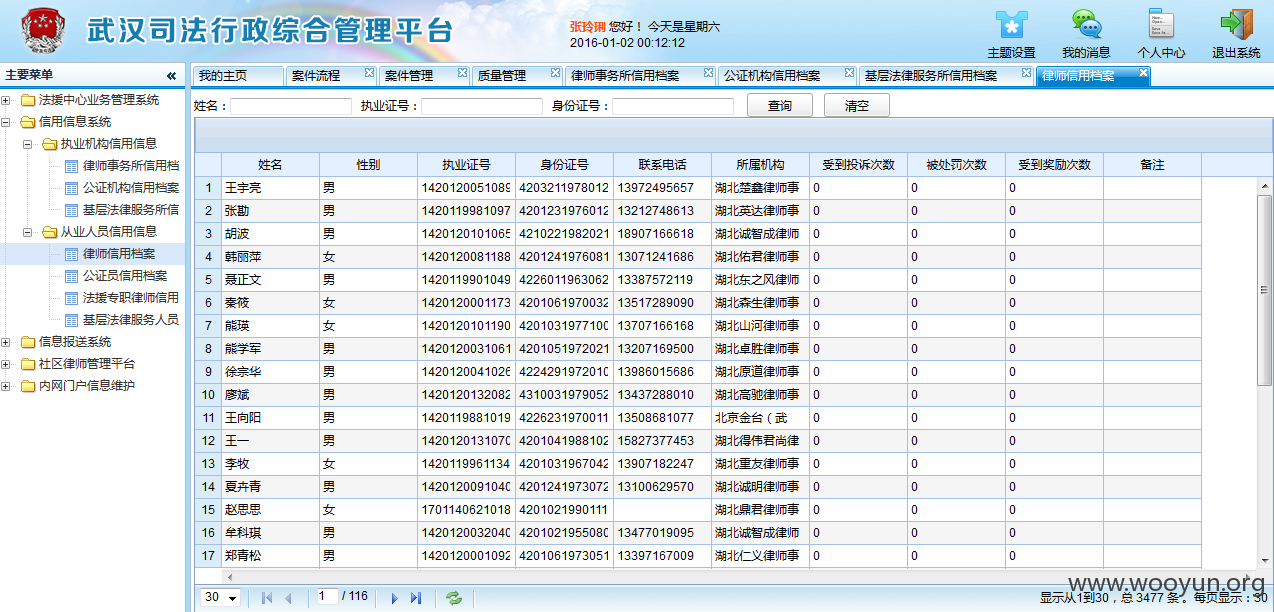 武汉司法行政综合管理平台
张玲琍 您好！ 今天是星期六
2016-01-02 00:12:12
主题设置 我的消息 个人中心 退出系统
主要菜单
法援中心业务管理系统
信用信息系统
执业机构信用信息
律师事务所信用档
公证机构信用档案
基层法律服务所信
从业人员信用信息
律师信用档案
公证员信用档案
法援专职律师信用
基层法律服务人员
信息报送系统
社区律师管理平台
内网门户信息维护
我的主页 案件流程 案件管理 质量管理 律师事务所信用档案 公证机构信用档案 基层法律服务所信用档案 律师信用档案
姓名： 执业证号： 身份证号： 查询 清空
姓名 性别 执业证号 身份证号 联系电话 所属机构 受到投诉次数 被处罚次数 受到奖励次数 备注
1 王宇亮 男 1420120051089 4203211978012 13972495657 湖北楚鑫律师事 0 0 0
2 张勘 男 1420119981097 4201231976012 13212748613 湖北英达律师事 0 0 0
3 胡波 男 1420120101065 4210221982021 18907166618 湖北诚智成律师 0 0 0
4 韩丽萍 女 1420120081188 4201241976081 13071241686 湖北佑君律师事 0 0 0
5 聂正文 男 1420119901049 4226011963062 13387572119 湖北东之风律师 0 0 0
6 秦筱 女 1420120001173 4201061970032 13517289090 湖北森生律师事 0 0 0
7 熊瑛 女 1420120101190 4201031977100 13707166168 湖北山河律师事 0 0 0
8 熊学军 男 1420120031061 4201051972021 13207169500 湖北卓胜律师事 0 0 0
9 徐宗华 男 1420120041026 4224291972010 13986015686 湖北原道律师事 0 0 0
10 廖斌 男 1420120132082 4310031979052 13437288010 湖北高驰律师事 0 0 0
11 王向阳 男 1420119881019 4226231970011 13508681077 北京金台（武 0 0 0
12 王一 男 1420120131070 4201041988102 15827377453 湖北得伟君尚律 0 0 0
13 李牧 女 1420119961134 4201031967042 13907182247 湖北重友律师事 0 0 0
14 夏卉青 男 1420120091040 4201241973072 13100629570 湖北诚明律师事 0 0 0
15 赵思思 女 1701140621018 4201021990111 湖北鼎君律师事 0 0 0
16 牟科琪 男 1420120032040 4201021955080 13477019095 湖北诚智成律师 0 0 0
17 郑青松 男 1420120001092 4201061973051 13397167009 湖北仁义律师事 0 0 0
30 1 / 116 显示从1到30，总 3477 条 。每页显示：30
www.wooyun.org